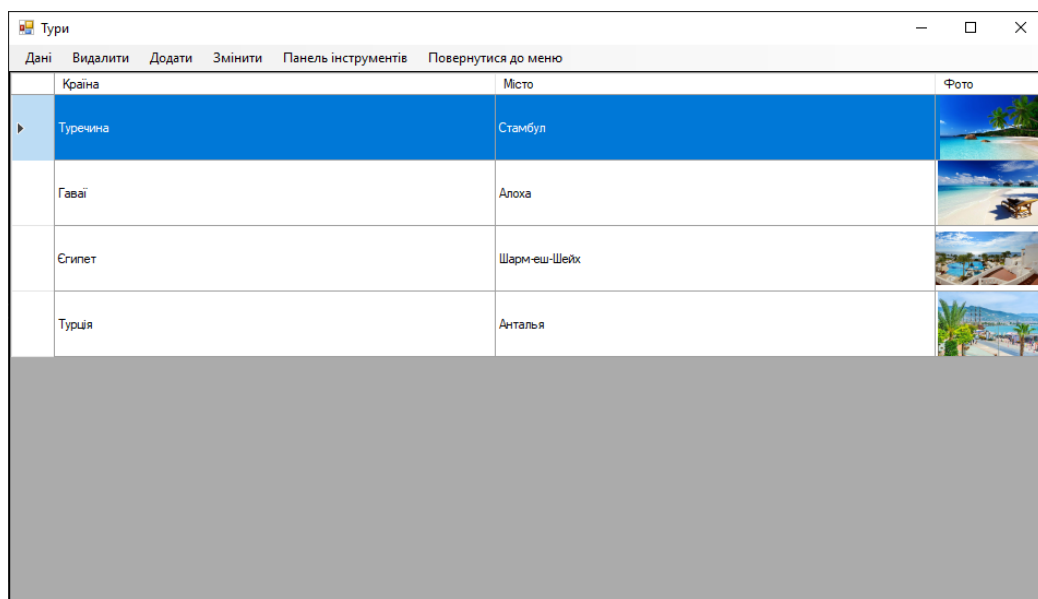 Тури
Дані Видалити Додати Змінити Панель інструментів Повернутися до меню
Країна Місто Фото
Туречина Стамбул
Гаваї Алоха
Єгипет Шарм-еш-Шейх
Турція Анталья